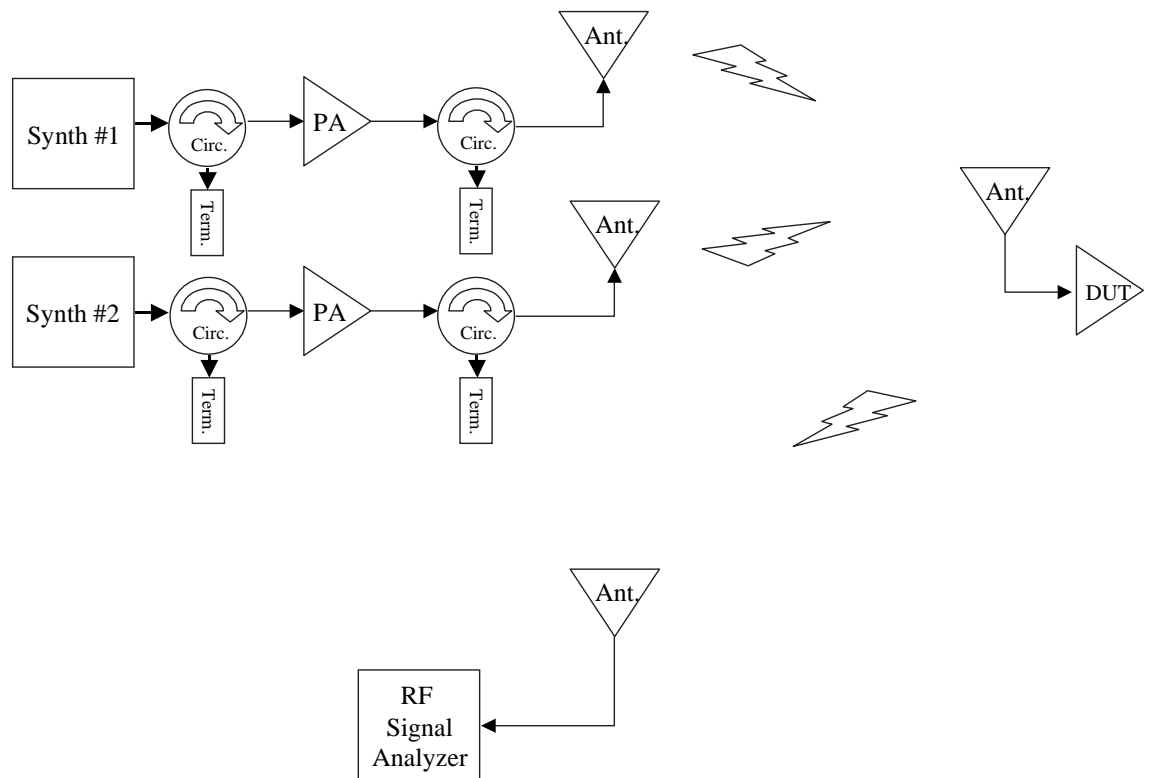 Ant.
Synth #1
Circ.
PA
Circ.
Term.
Term.
Ant.
Ant.
Synth #2
Circ.
PA
Circ.
DUT
Term.
Term.
Ant.
RF
Signal
Analyzer